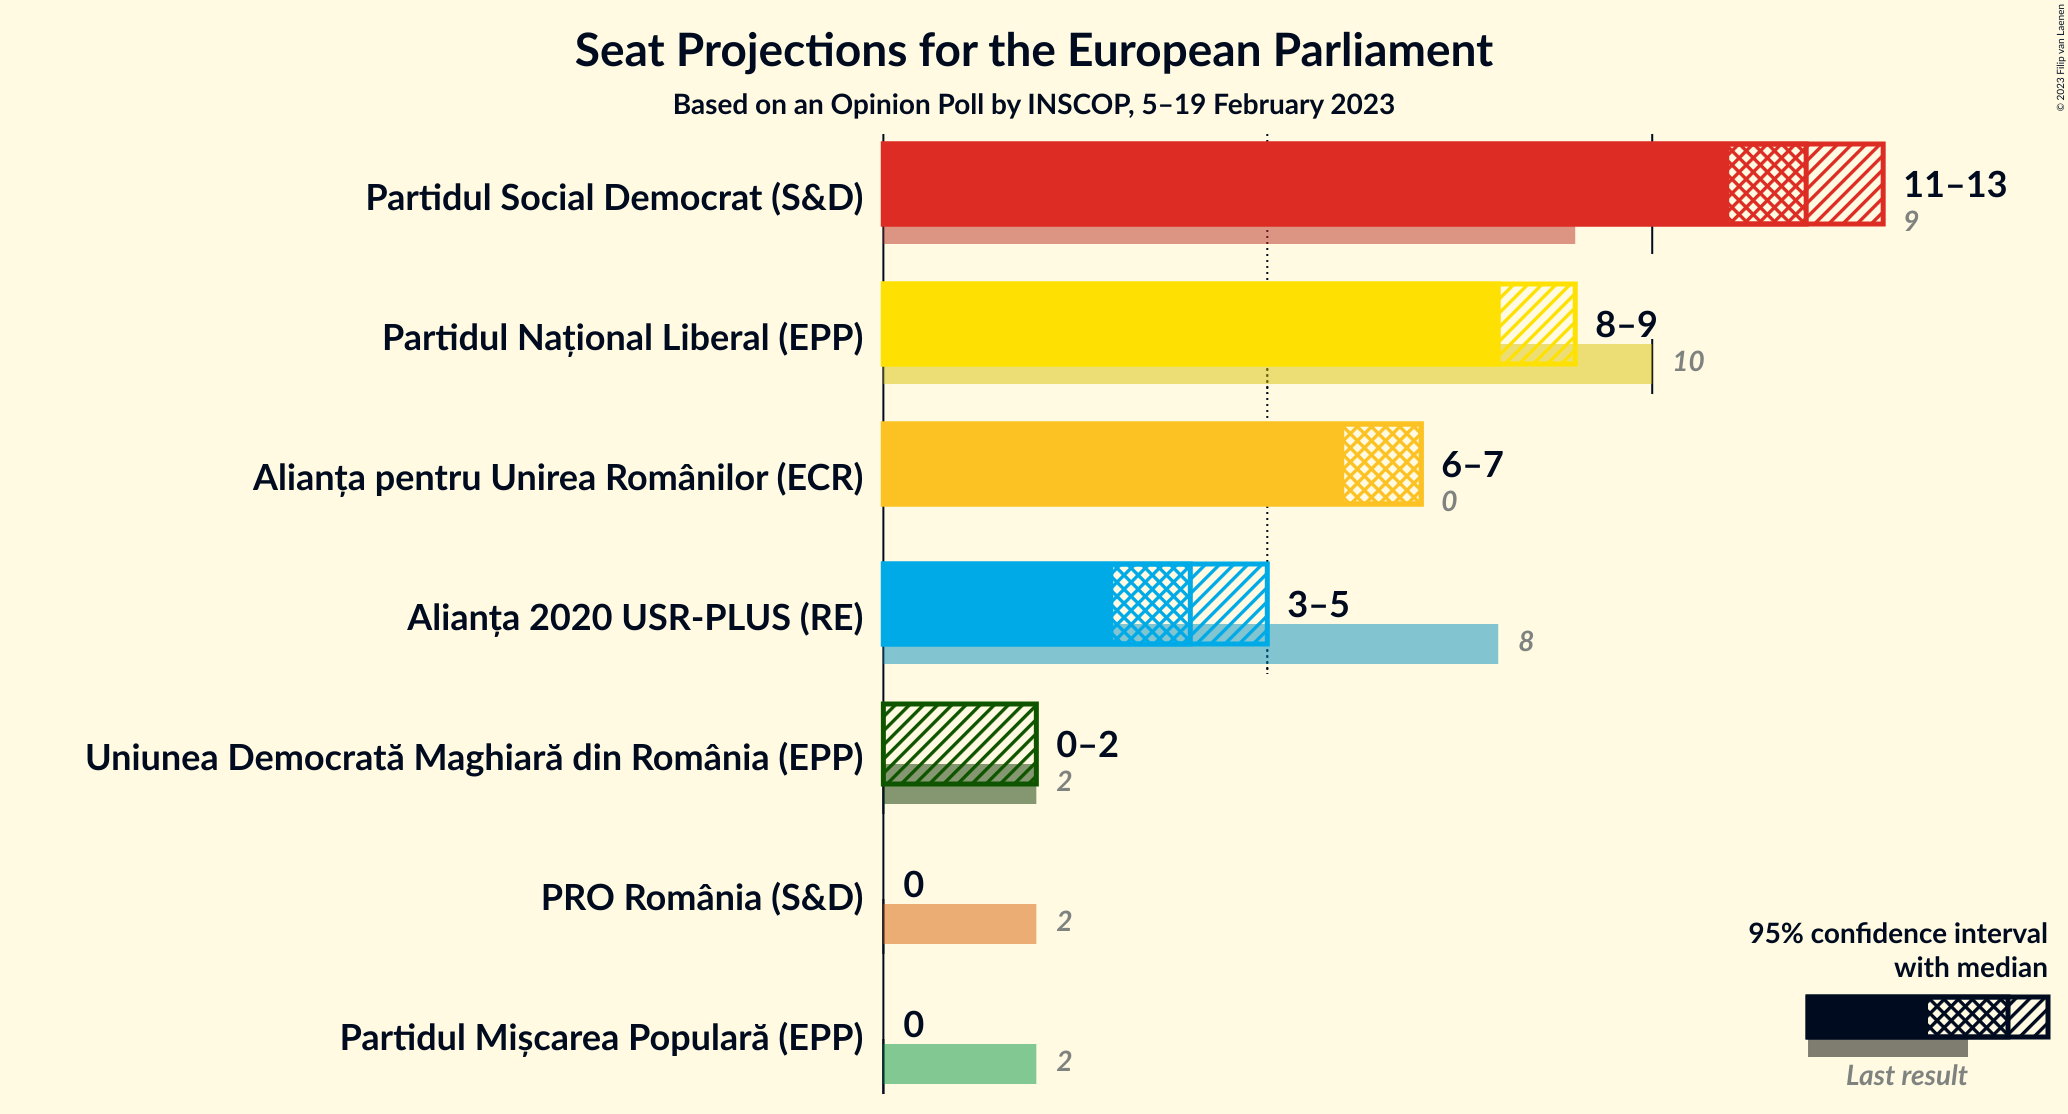 Seat Projections for the European Parliament
Based on an Opinion Poll by INSCOP, 5–19 February 2023
© 2023 Filip van Laenen
Partidul Social Democrat (S&D)
11–13
9
Partidul Național Liberal (EPP)
8–9
10
Alianța pentru Unirea Românilor (ECR)
6–7
0
Alianța 2020 USR-PLUS (RE)
3–5
8
Uniunea Democrată Maghiară din România (EPP)
0–2
2
PRO România (S&D)
0
2
Partidul Mișcarea Populară (EPP)
0
2
95% confidence interval
with median
Last result